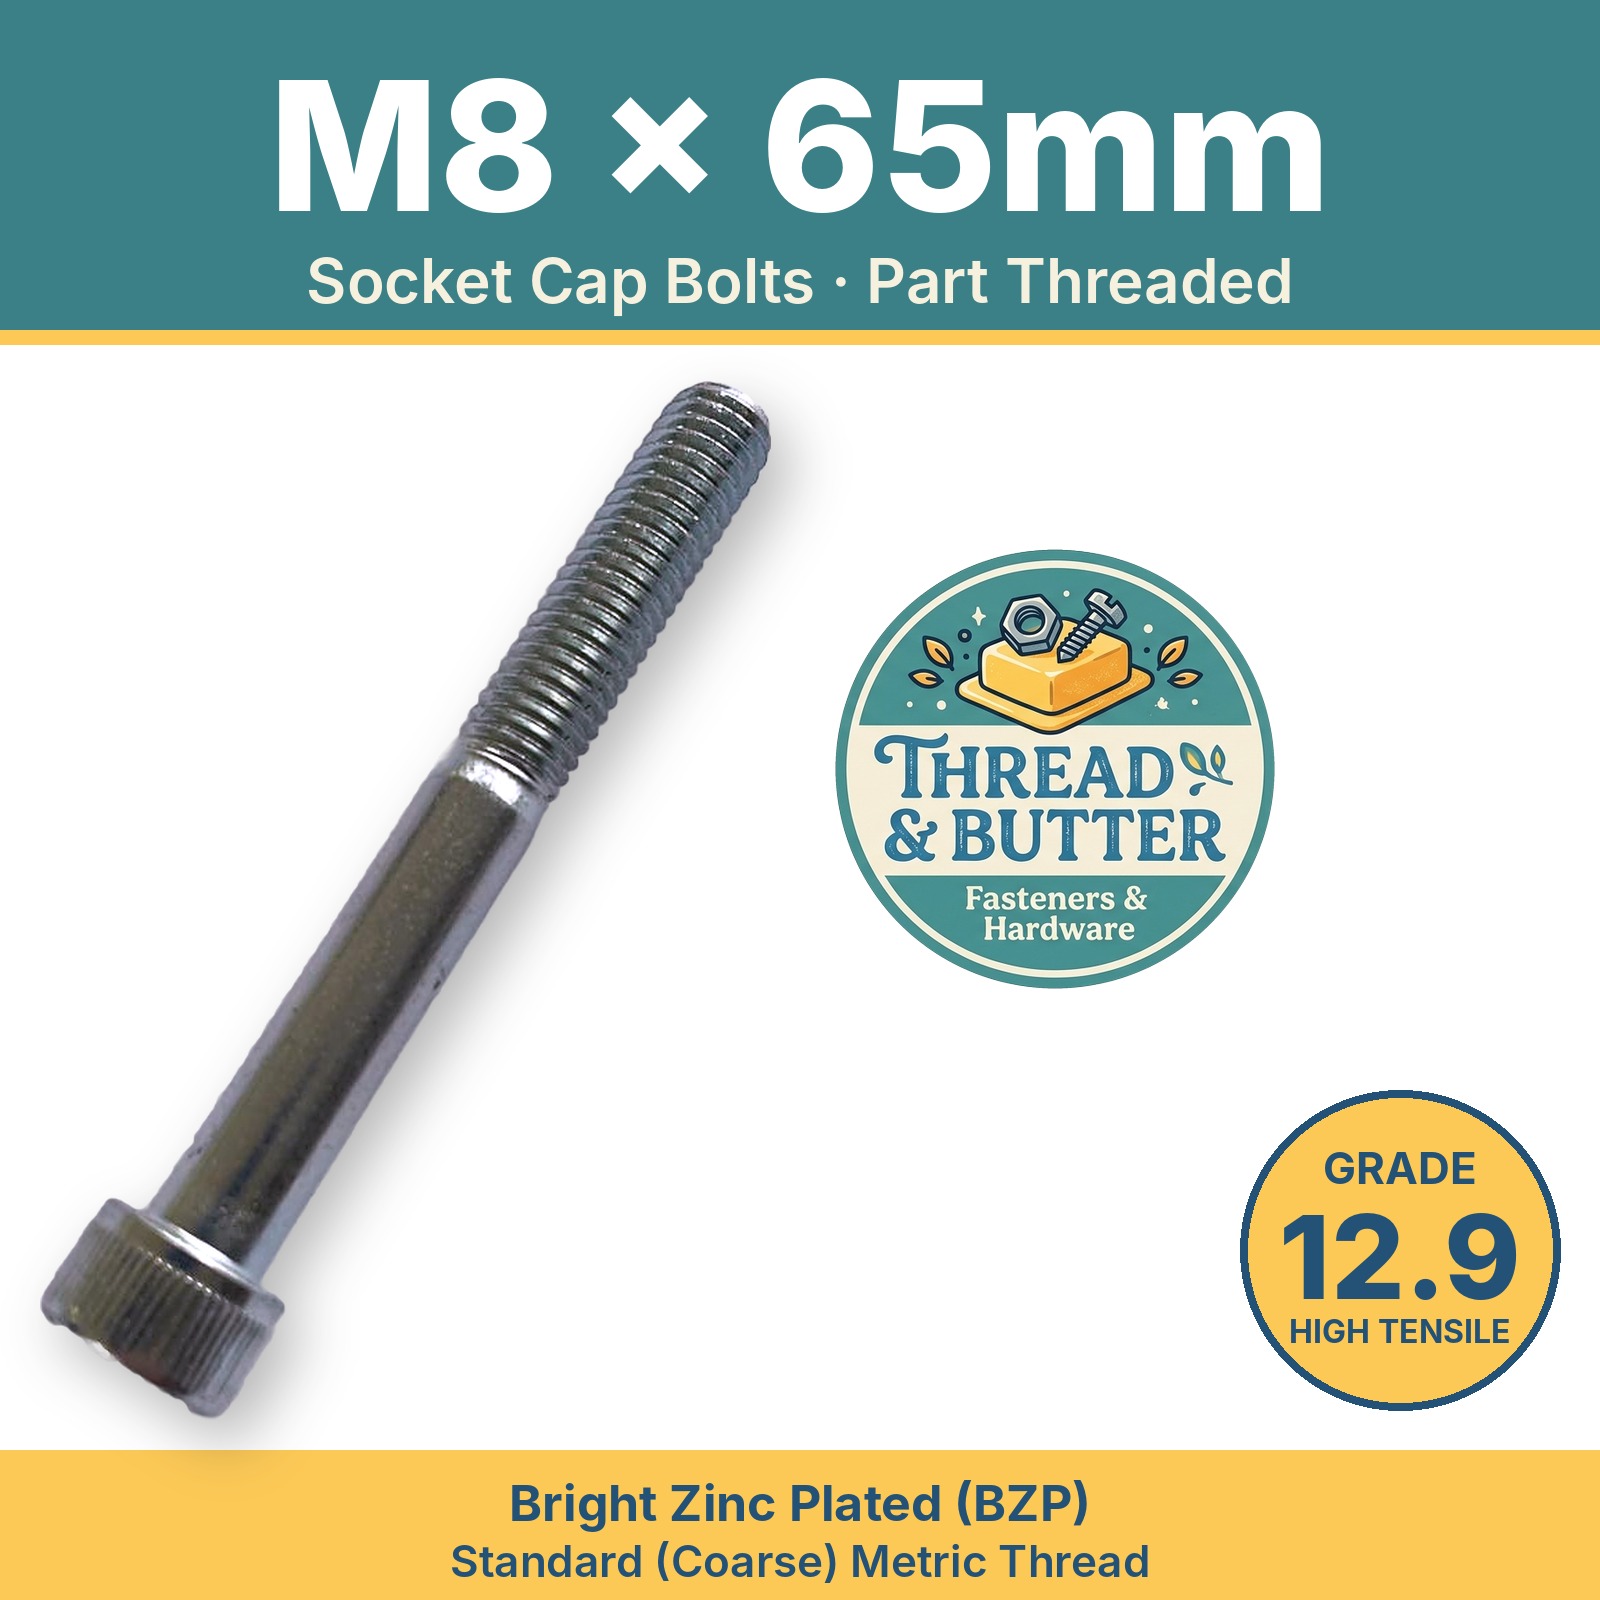 M8 × 65mm
Socket Cap Bolts · Part Threaded
THREAD
& BUTTER
Fasteners &
Hardware
GRADE
12.9
HIGH TENSILE
Bright Zinc Plated (BZP)
Standard (Coarse) Metric Thread